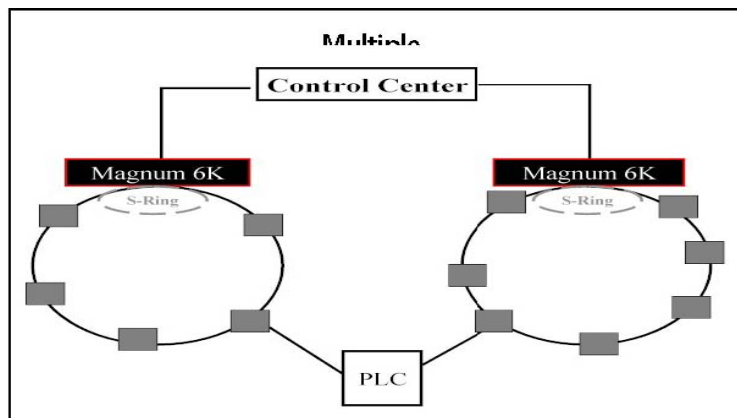 Multiple
Control Center
Magnum 6K
Magnum 6K
S-Ring
S-Ring
PLC